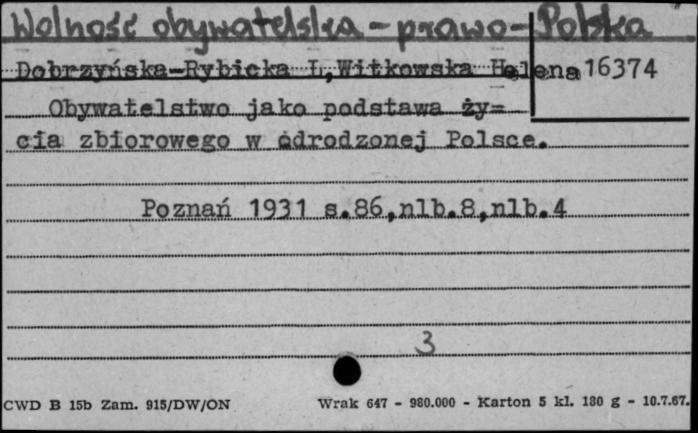 Wolność obywatelska - prawo - Polska
Dobrzyńska-Rybicka L,Witkowska Helena 16374
Obywatelstwo jako podstawa ży=
cia zbiorowego w odrodzonej Polsce.
Poznań 1931 s.86,nlb.8,nlb.4
3
CWD B 15b Zam. 915/DW/ON Wrak 647 - 980.000 - Karton 5 kl. 180 g - 10.7.67.